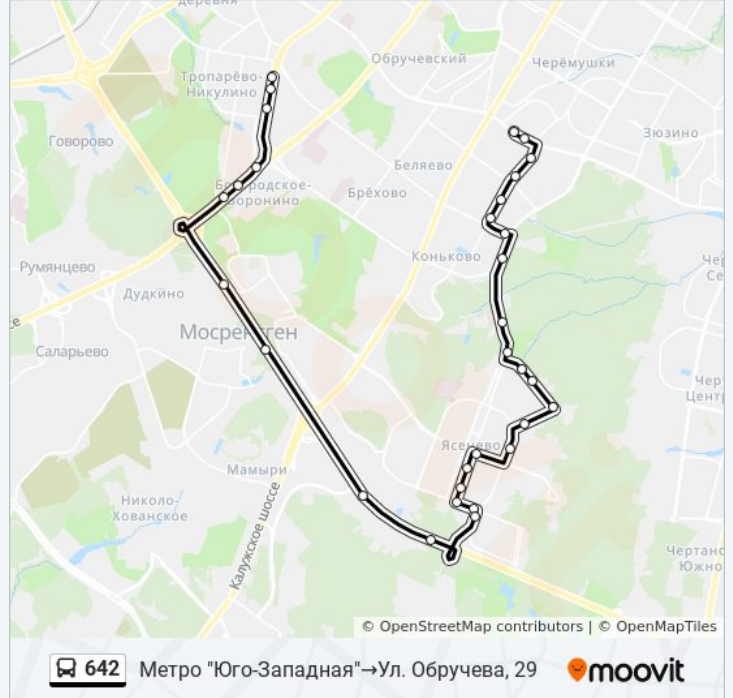 Обручевский
Черёмушки
Тропарёво-
Никулино
Говорово
Зюзино
Беляево
Богородское-
Воронино
Брёхово
Коньково
Румянцево
Дудкино
Мосрентген
Саларьево
Ясенево
Мамыри
Николо-
Хованское
Калужское шоссе
© OpenStreetMap contributors | © OpenMapTiles
642 Метро "Юго-Западная"→Ул. Обручева, 29
moovit